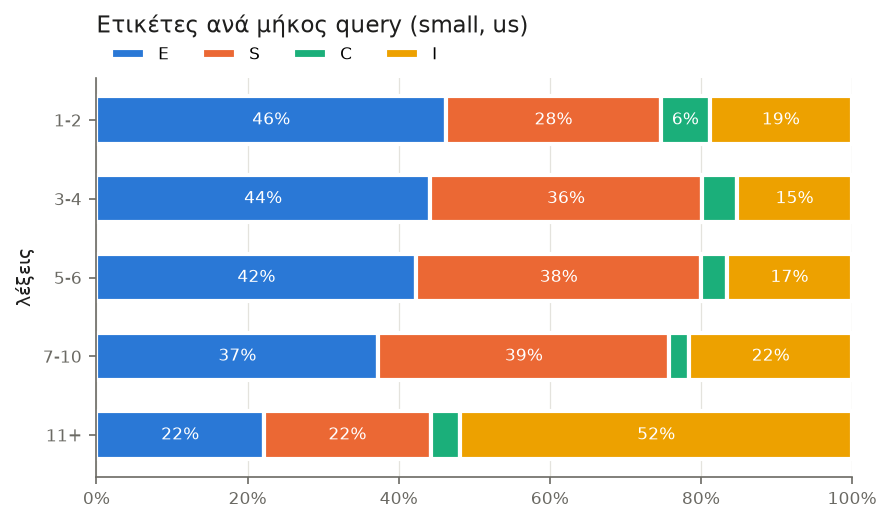 Ετικέτες ανά μήκος query (small, us)
E S C I
1-2 46% 28% 6% 19%
3-4 44% 36% 15%
5-6 42% 38% 17%
7-10 37% 39% 22%
11+ 22% 22% 52%
λέξεις
0% 20% 40% 60% 80% 100%